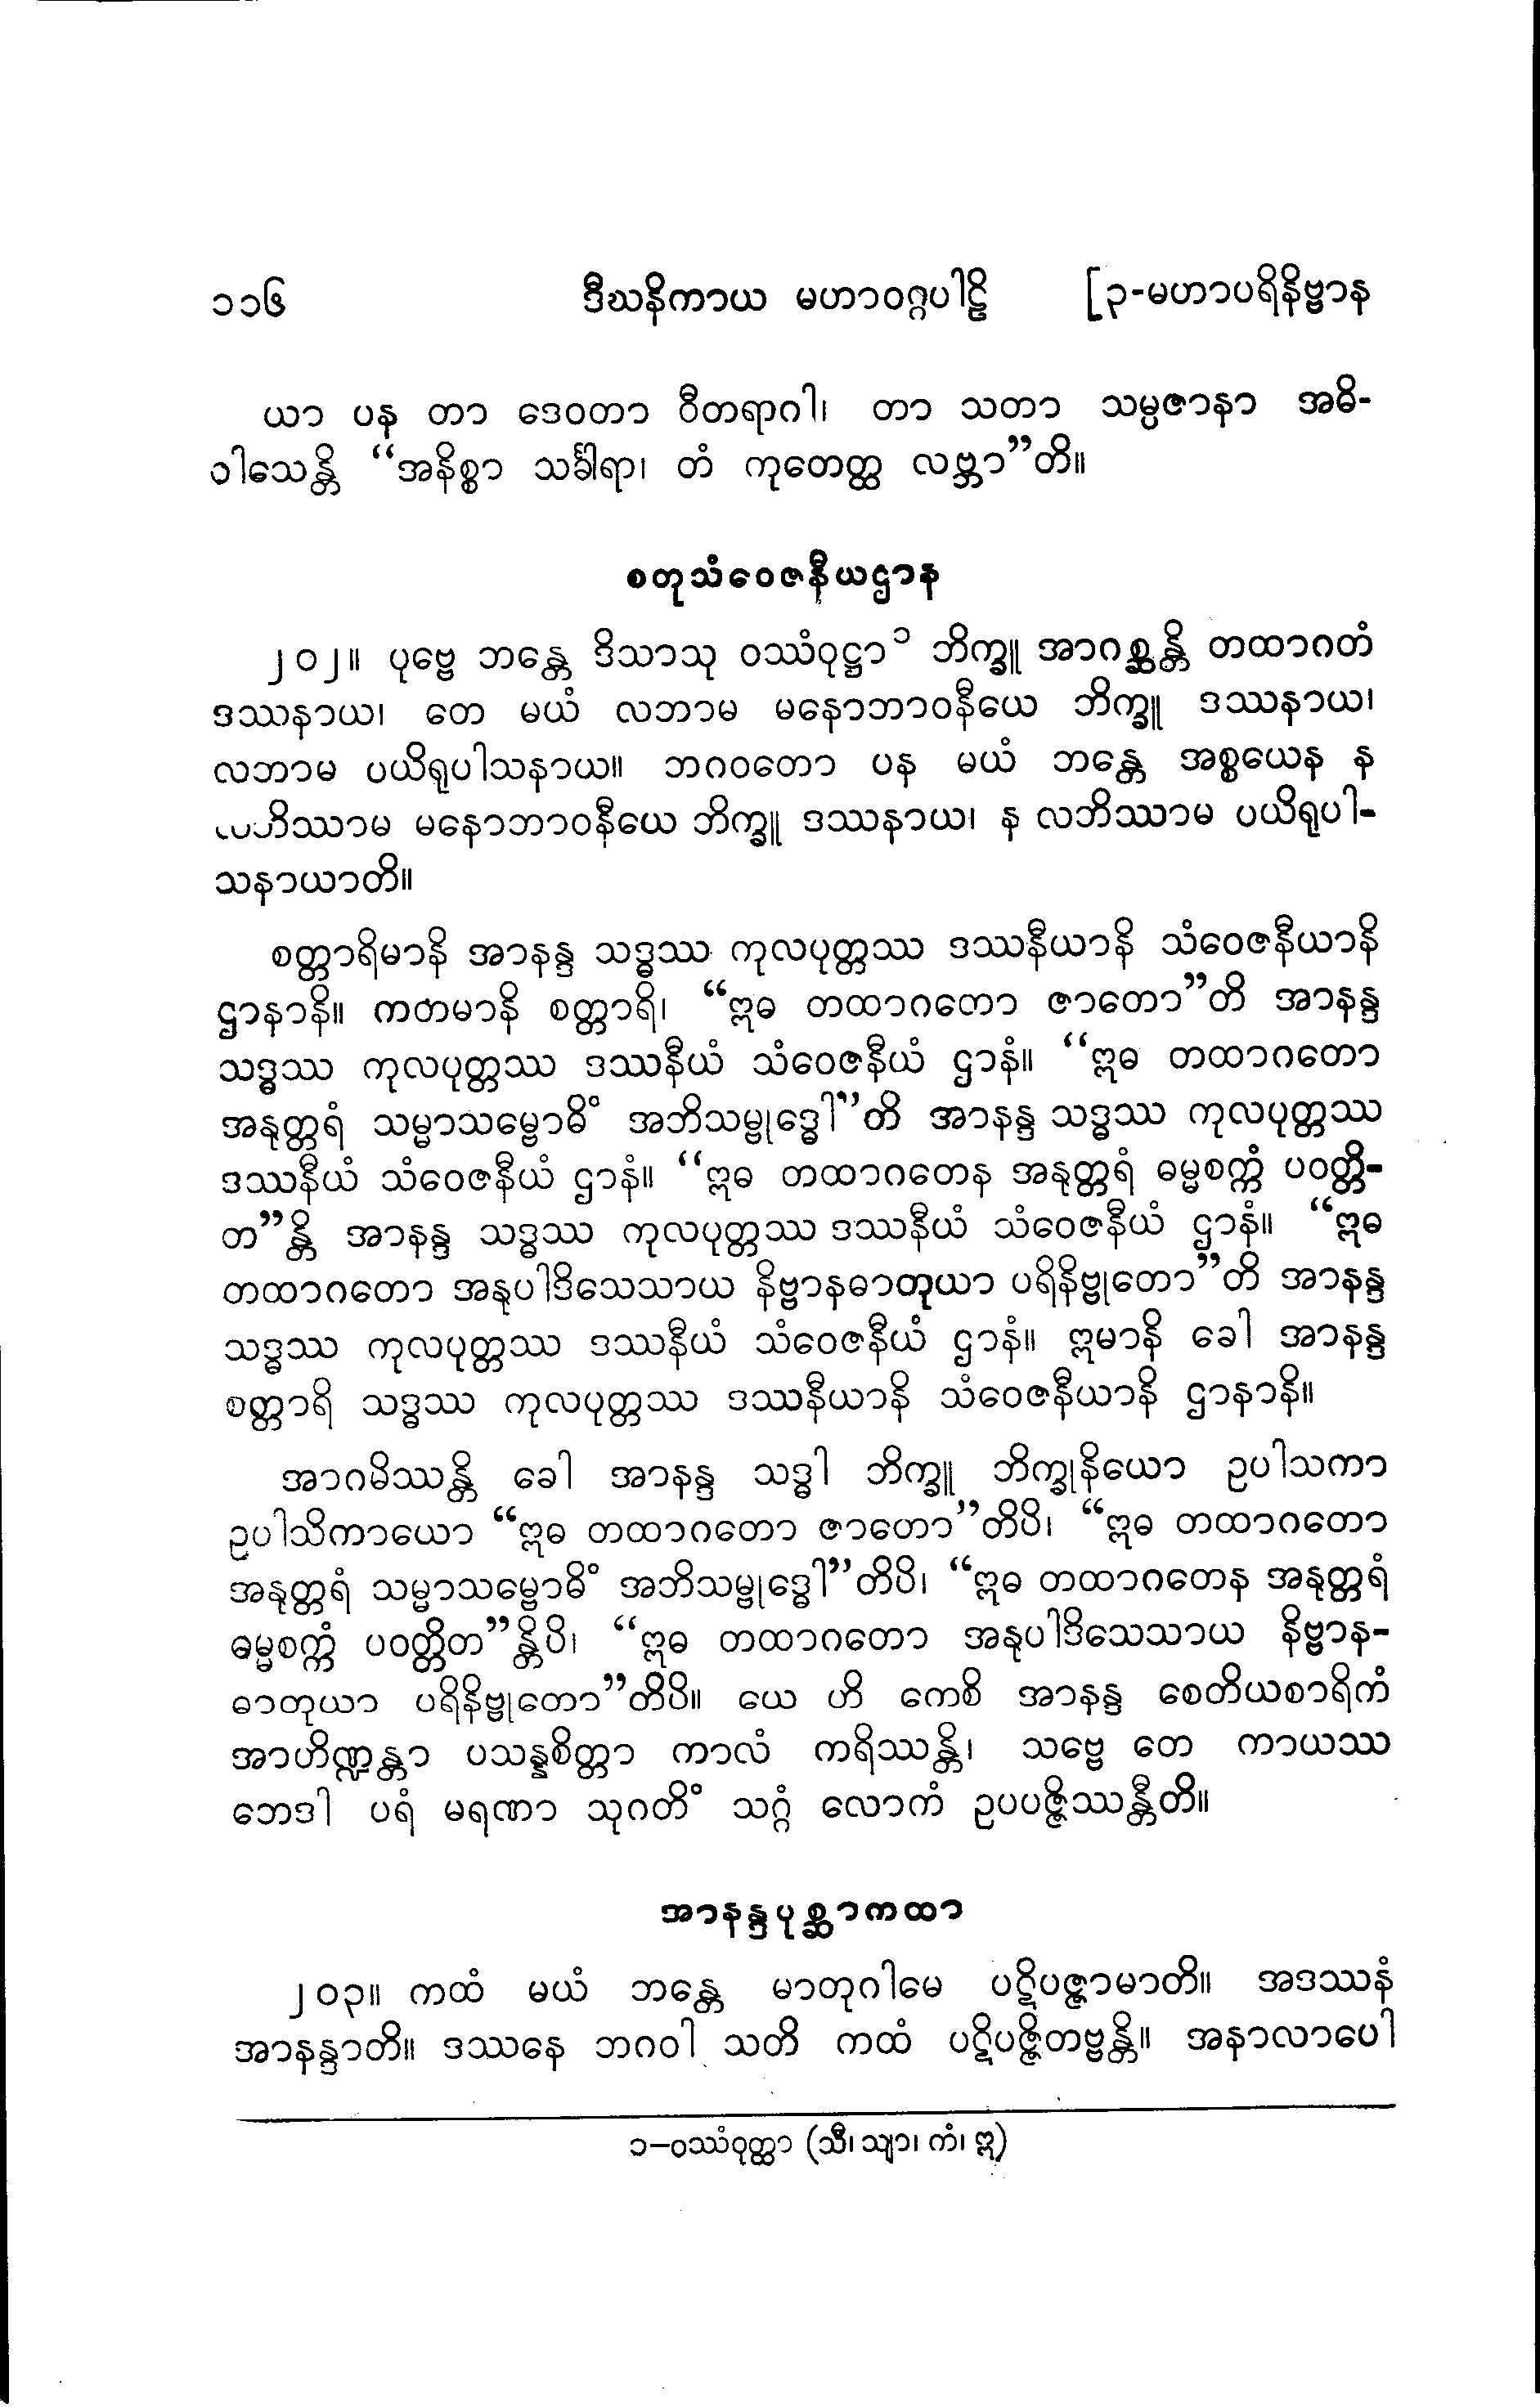 ၁၁၆ ဒီဃနိကာယ မဟာဝဂ္ဂပါဠိ [၃-မဟာပရိနိဗ္ဗာန
ယာ ပန တာ ဒေဝတာ ဝီတရာဂါ၊ တာ သတာ သမ္ပဇာနာ အဓိ-
ဝါသေန္တိ “အနိစ္စာ သင်္ခါရာ၊ တံ ကုတေတ္ထ လဗ္ဘာ”တိ။
စတုသံဝေဇနီယဌာန
၂၀၂။ ပုဗ္ဗေ ဘန္တေ ဒိသာသု ဝဿံဝုဋ္ဌာ ၁ ဘိက္ခူ အာဂစ္ဆန္တိ တထာဂတံ
ဒဿနာယ၊ တေ မယံ လဘာမ မနောဘာဝနီယေ ဘိက္ခူ ဒဿနာယ၊
လဘာမ ပယိရုပါသနာယ။ ဘဂဝတော ပန မယံ ဘန္တေ အစ္စယေန န
လဘိဿာမ မနောဘာဝနီယေ ဘိက္ခူ ဒဿနာယ၊ န လဘိဿာမ ပယိရုပါ-
သနာယာတိ။
စတ္တာရိမာနိ အာနန္ဒ သဒ္ဓဿ ကုလပုတ္တဿ ဒဿနီယာနိ သံဝေဇနီယာနိ
ဌာနာနိ။ ကတမာနိ စတ္တာရိ၊ “ဣဓ တထာဂတော ဇာတော”တိ အာနန္ဒ
သဒ္ဓဿ ကုလပုတ္တဿ ဒဿနီယံ သံဝေဇနီယံ ဌာနံ။ “ဣဓ တထာဂတော
အနုတ္တရံ သမ္မာသမ္ဗောဓိံ အဘိသမ္ဗုဒ္ဓေါ”တိ အာနန္ဒ သဒ္ဓဿ ကုလပုတ္တဿ
ဒဿနီယံ သံဝေဇနီယံ ဌာနံ။ “ဣဓ တထာဂတေန အနုတ္တရံ ဓမ္မစက္ကံ ပဝတ္တိ-
တ”န္တိ အာနန္ဒ သဒ္ဓဿ ကုလပုတ္တဿ ဒဿနီယံ သံဝေဇနီယံ ဌာနံ။ “ဣဓ
တထာဂတော အနုပါဒိသေသာယ နိဗ္ဗာနဓာတုယာ ပရိနိဗ္ဗုတော”တိ အာနန္ဒ
သဒ္ဓဿ ကုလပုတ္တဿ ဒဿနီယံ သံဝေဇနီယံ ဌာနံ။ ဣမာနိ ခေါ အာနန္ဒ
စတ္တာရိ သဒ္ဓဿ ကုလပုတ္တဿ ဒဿနီယာနိ သံဝေဇနီယာနိ ဌာနာနိ။
အာဂမိဿန္တိ ခေါ အာနန္ဒ သဒ္ဓါ ဘိက္ခူ ဘိက္ခုနိယော ဥပါသကာ
ဥပါသိကာယော “ဣဓ တထာဂတော ဇာတော”တိပိ၊ “ဣဓ တထာဂတော
အနုတ္တရံ သမ္မာသမ္ဗောဓိံ အဘိသမ္ဗုဒ္ဓေါ”တိပိ၊ “ဣဓ တထာဂတေန အနုတ္တရံ
ဓမ္မစက္ကံ ပဝတ္တိတ”န္တိပိ၊ “ဣဓ တထာဂတော အနုပါဒိသေသာယ နိဗ္ဗာန-
ဓာတုယာ ပရိနိဗ္ဗုတော”တိပိ။ ယေ ဟိ ကေစိ အာနန္ဒ စေတိယစာရိကံ
အာဟိဏ္ဍန္တာ ပသန္နစိတ္တာ ကာလံ ကရိဿန္တိ၊ သဗ္ဗေ တေ ကာယဿ
ဘေဒါ ပရံ မရဏာ သုဂတိံ သဂ္ဂံ လောကံ ဥပပဇ္ဇိဿန္တီတိ။
အာနန္ဒပုစ္ဆာကထာ
၂၀၃။ ကထံ မယံ ဘန္တေ မာတုဂါမေ ပဋိပဇ္ဇာမာတိ။ အဒဿနံ
အာနန္ဒာတိ။ ဒဿနေ ဘဂဝါ သတိ ကထံ ပဋိပဇ္ဇိတဗ္ဗန္တိ။ အနာလာပေါ
၁-ဝဿံဝုတ္ထာ (သီ၊ သျာ၊ ကံ၊ ဣ)